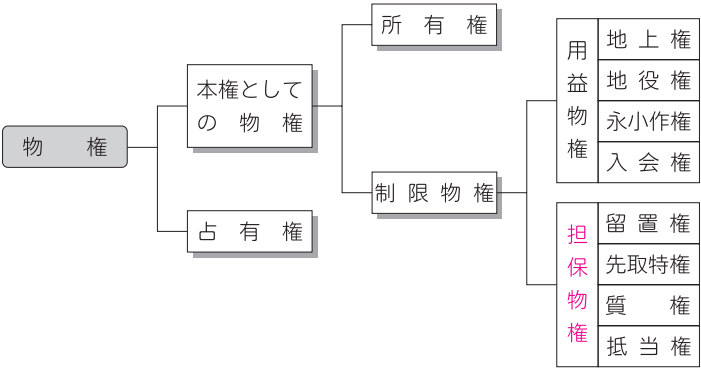 物権
本権としての物権
占有権
所有権
制限物権
用益物権
地上権
地役権
永小作権
入会権
担保物権
留置権
先取特権
質権
抵当権